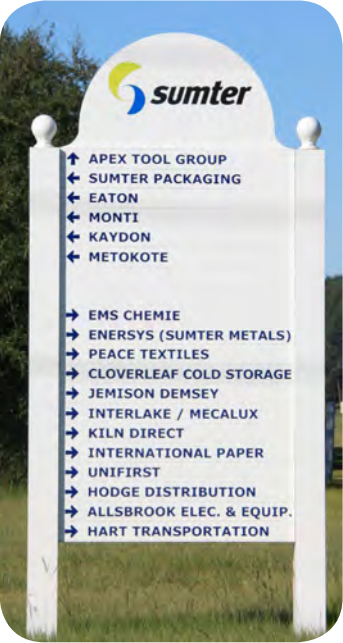 sumter
↑ APEX TOOL GROUP
← SUMTER PACKAGING
← EATON
← MONTI
← KAYDON
← METOKOTE
→ EMS CHEMIE
→ ENERSYS (SUMTER METALS)
→ PEACE TEXTILES
→ CLOVERLEAF COLD STORAGE
→ JEMISON DEMSEY
→ INTERLAKE / MECALUX
→ KILN DIRECT
→ INTERNATIONAL PAPER
→ UNIFIRST
→ HODGE DISTRIBUTION
→ ALLSBROOK ELEC. & EQUIP.
→ HART TRANSPORTATION